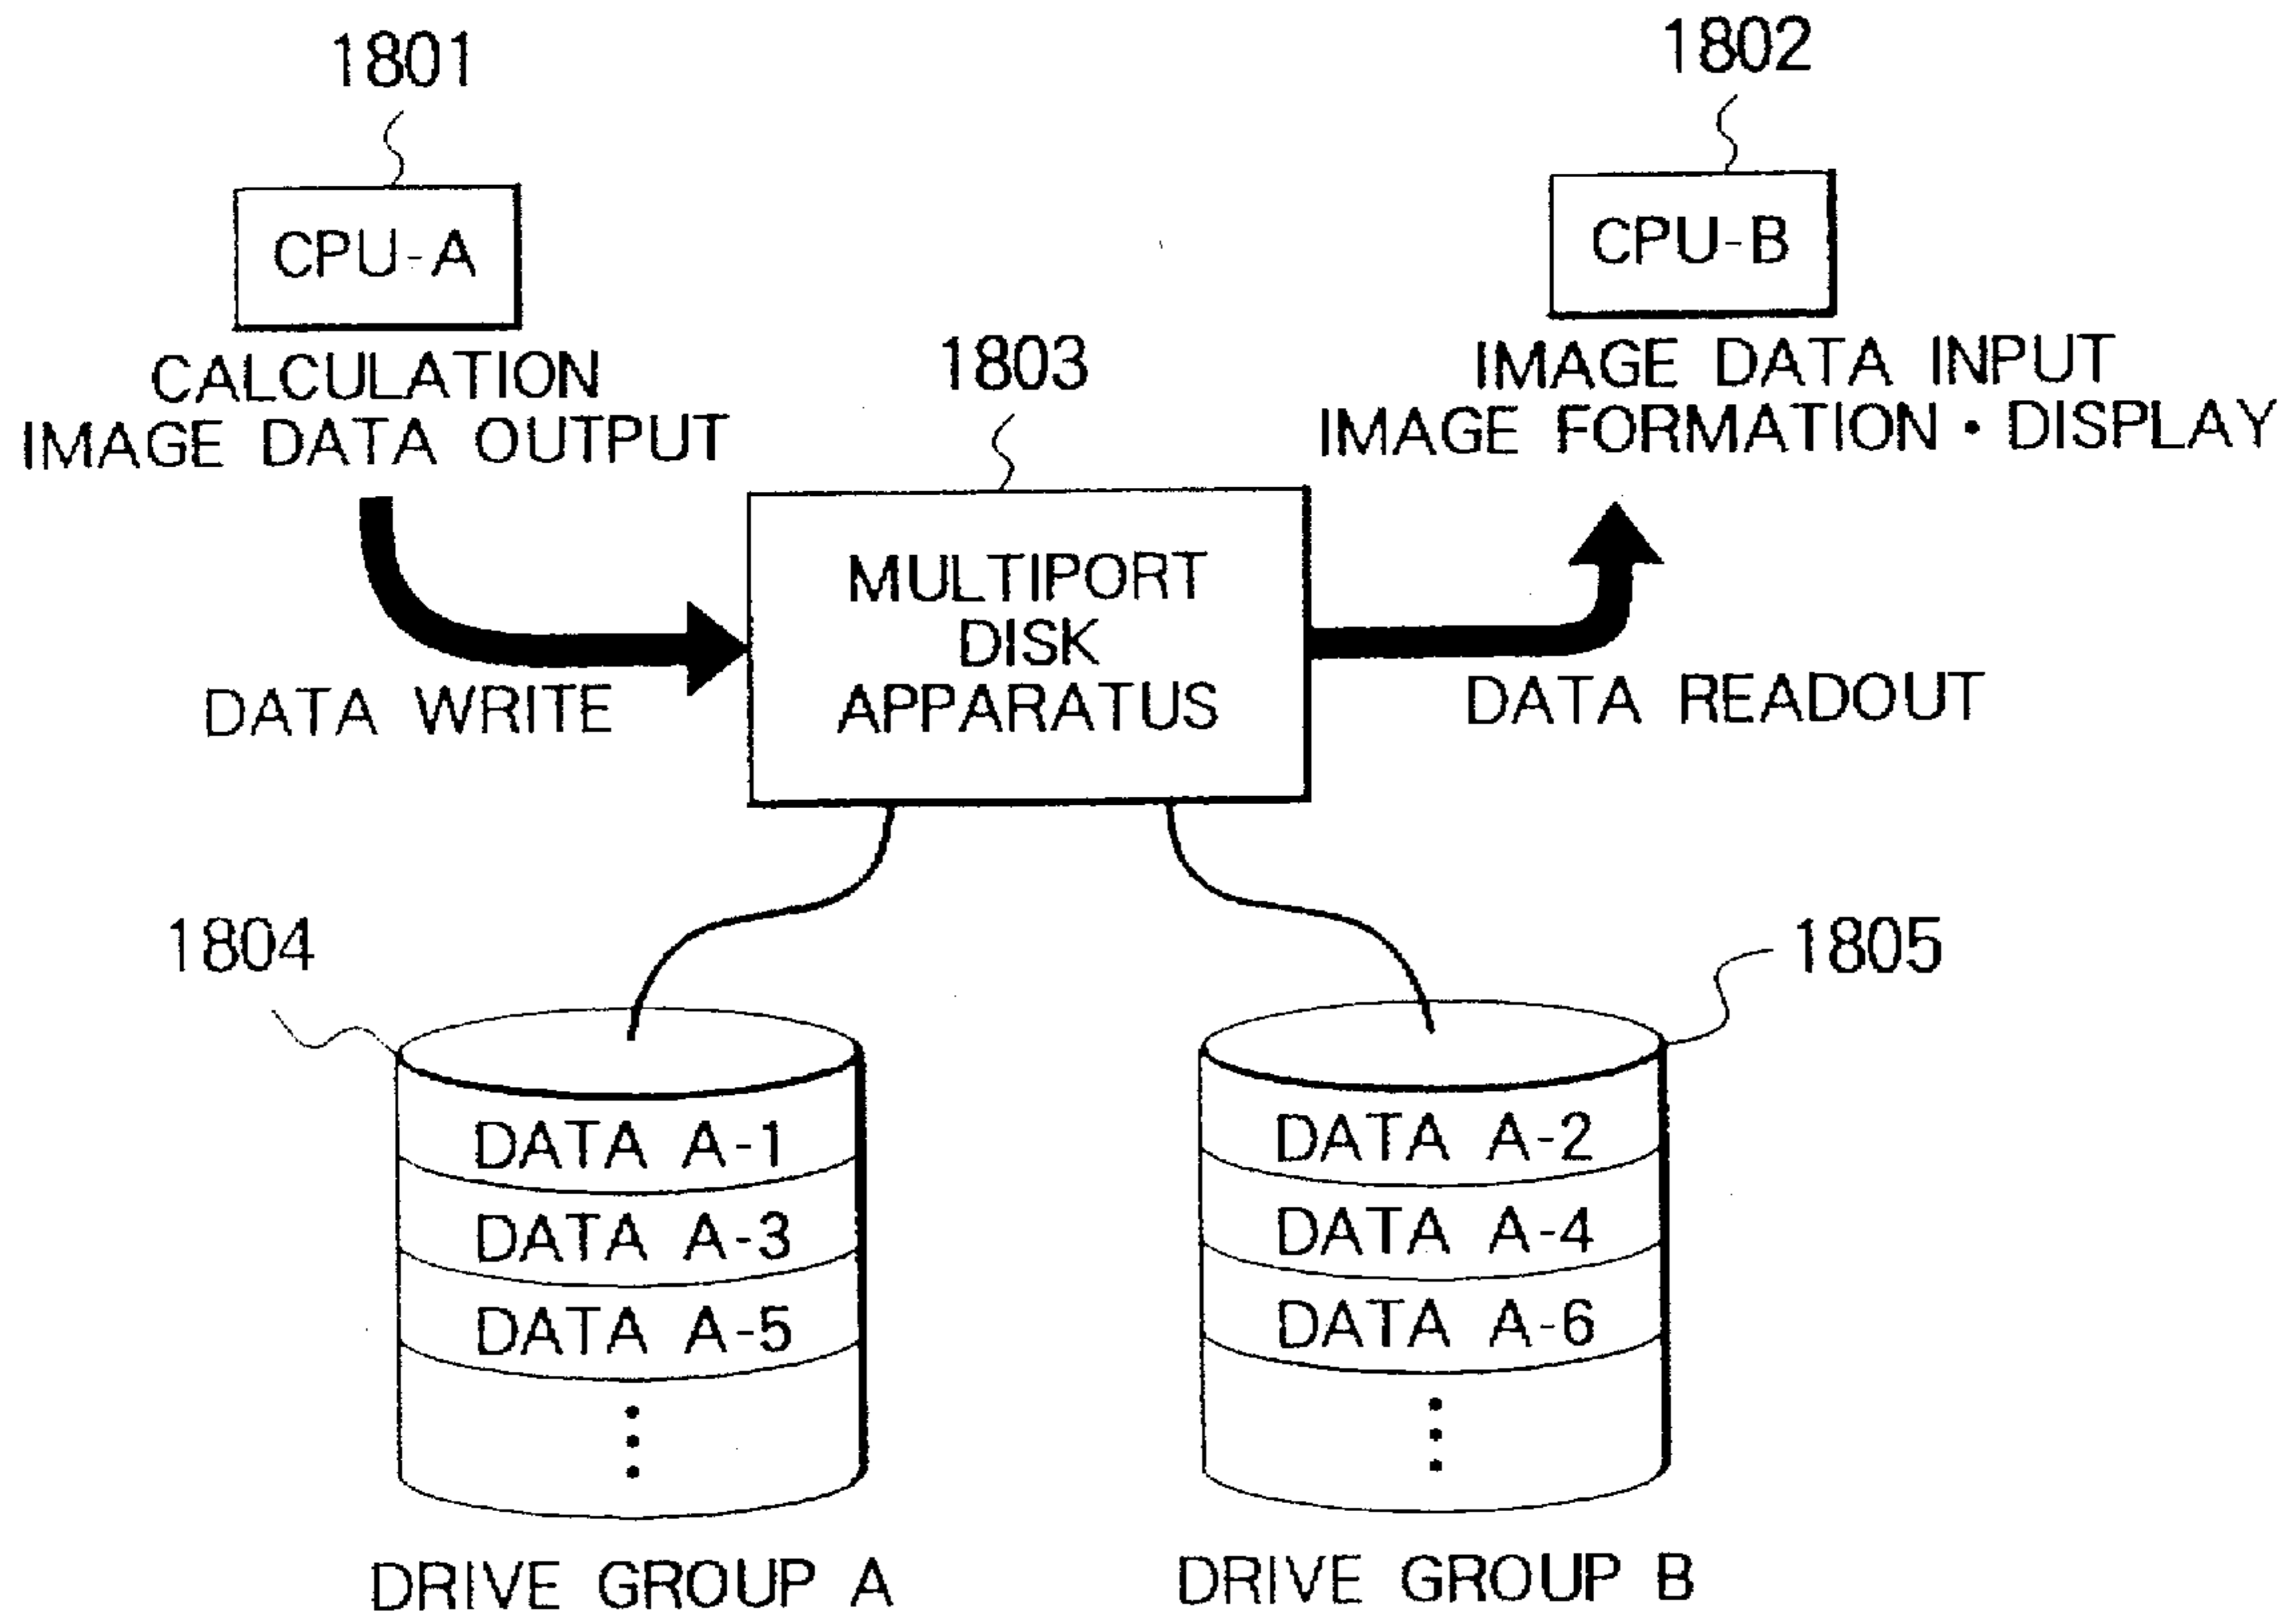 1801
1802
CPU-A
CPU-B
CALCULATION
IMAGE DATA OUTPUT
1803
IMAGE DATA INPUT
IMAGE FORMATION • DISPLAY
MULTIPORT
DISK
APPARATUS
DATA WRITE
DATA READOUT
1804
1805
DATA A-1
DATA A-3
DATA A-5
DATA A-2
DATA A-4
DATA A-6
DRIVE GROUP A
DRIVE GROUP B